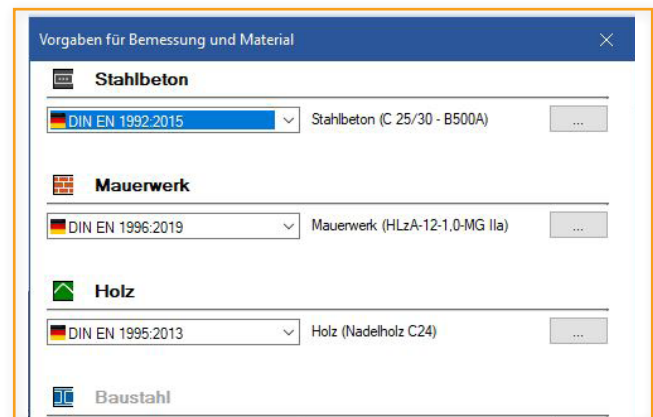 Vorgaben für Bemessung und Material
Stahlbeton
DIN EN 1992:2015 Stahlbeton (C 25/30 - B500A) ...
Mauerwerk
DIN EN 1996:2019 Mauerwerk (HLzA-12-1,0-MG IIa) ...
Holz
DIN EN 1995:2013 Holz (Nadelholz C24) ...
Baustahl